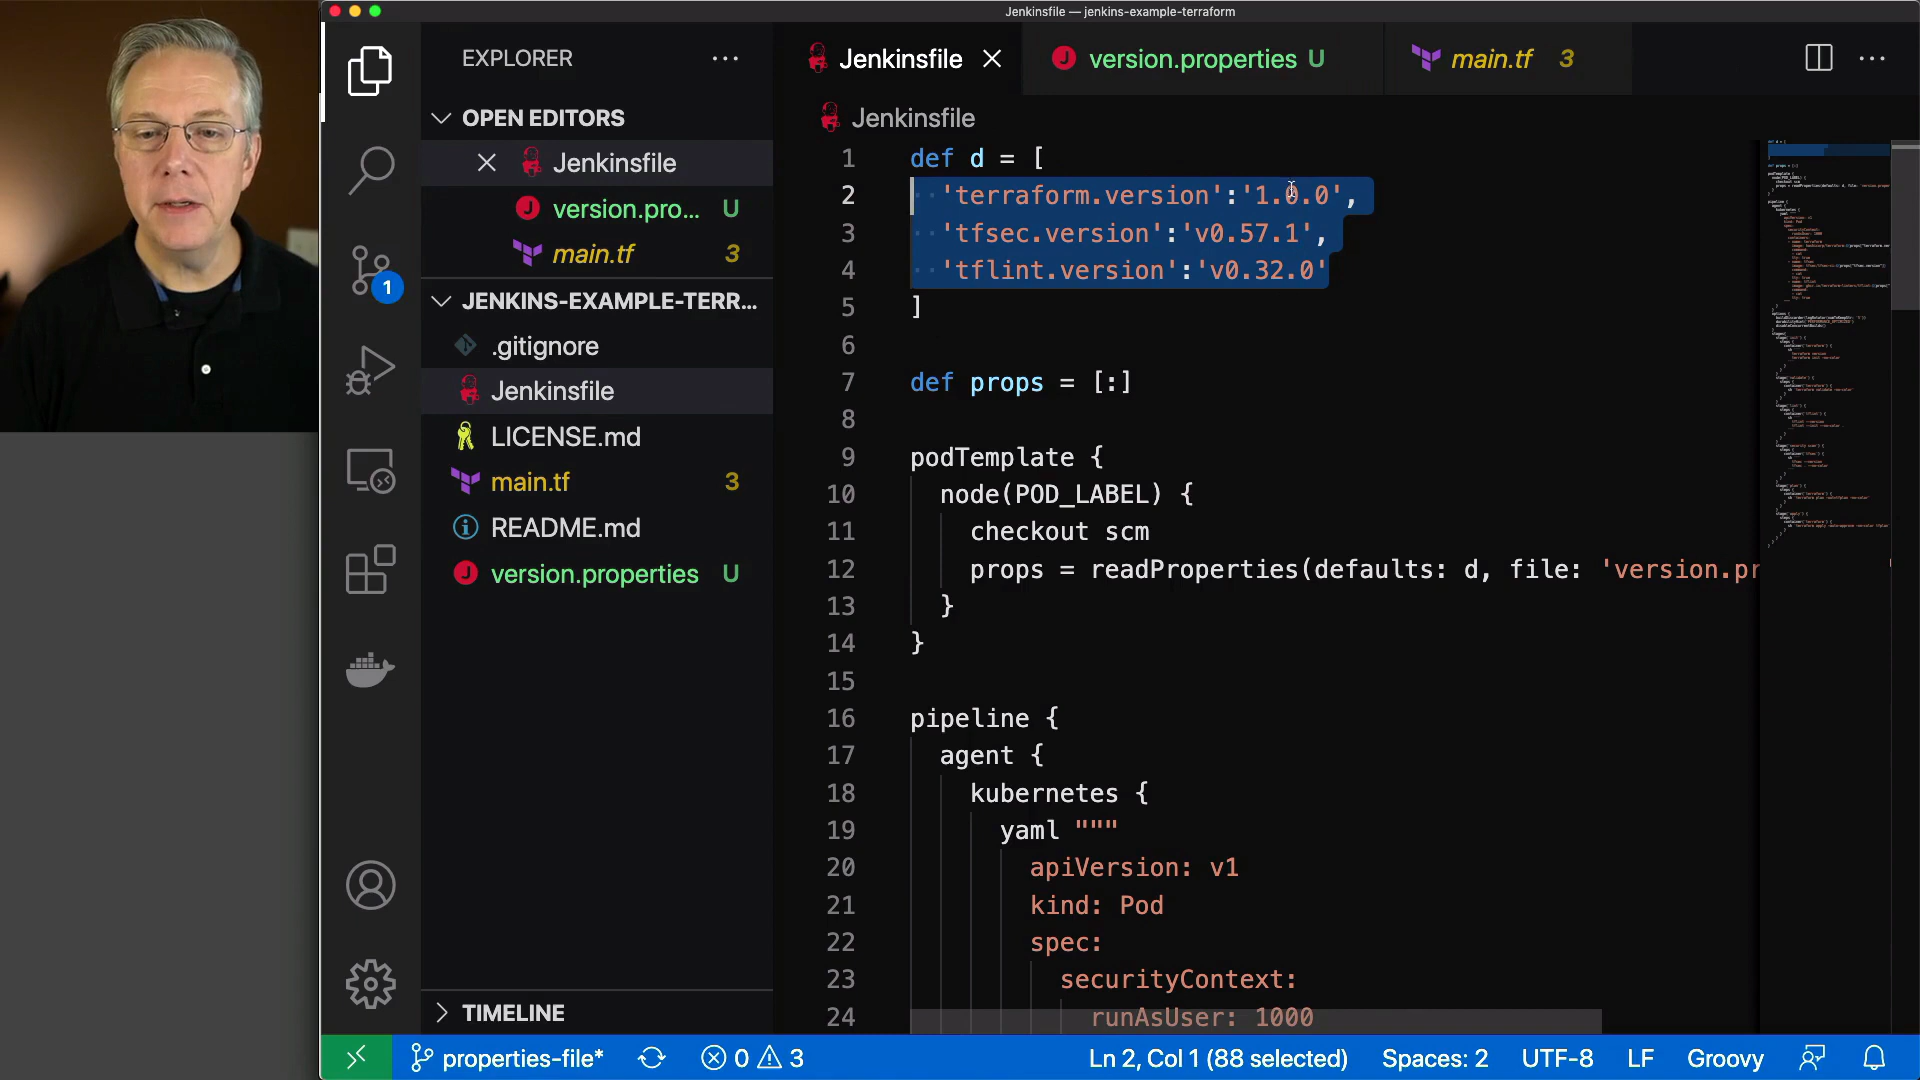 Jenkinsfile — jenkins-example-terraform
EXPLORER
OPEN EDITORS
Jenkinsfile
version.pro... U
main.tf 3
JENKINS-EXAMPLE-TERR...
.gitignore
Jenkinsfile
LICENSE.md
main.tf 3
README.md
version.properties U
TIMELINE
1
Jenkinsfile
version.properties U
main.tf 3
Jenkinsfile
1 def d = [
2 'terraform.version':'1.0.0',
3 'tfsec.version':'v0.57.1',
4 'tflint.version':'v0.32.0'
5 ]
6
7 def props = [:]
8
9 podTemplate {
10 node(POD_LABEL) {
11 checkout scm
12 props = readProperties(defaults: d, file: 'version.pr
13 }
14 }
15
16 pipeline {
17 agent {
18 kubernetes {
19 yaml """
20 apiVersion: v1
21 kind: Pod
22 spec:
23 securityContext:
24 runAsUser: 1000
properties-file* 0 3 Ln 2, Col 1 (88 selected) Spaces: 2 UTF-8 LF Groovy